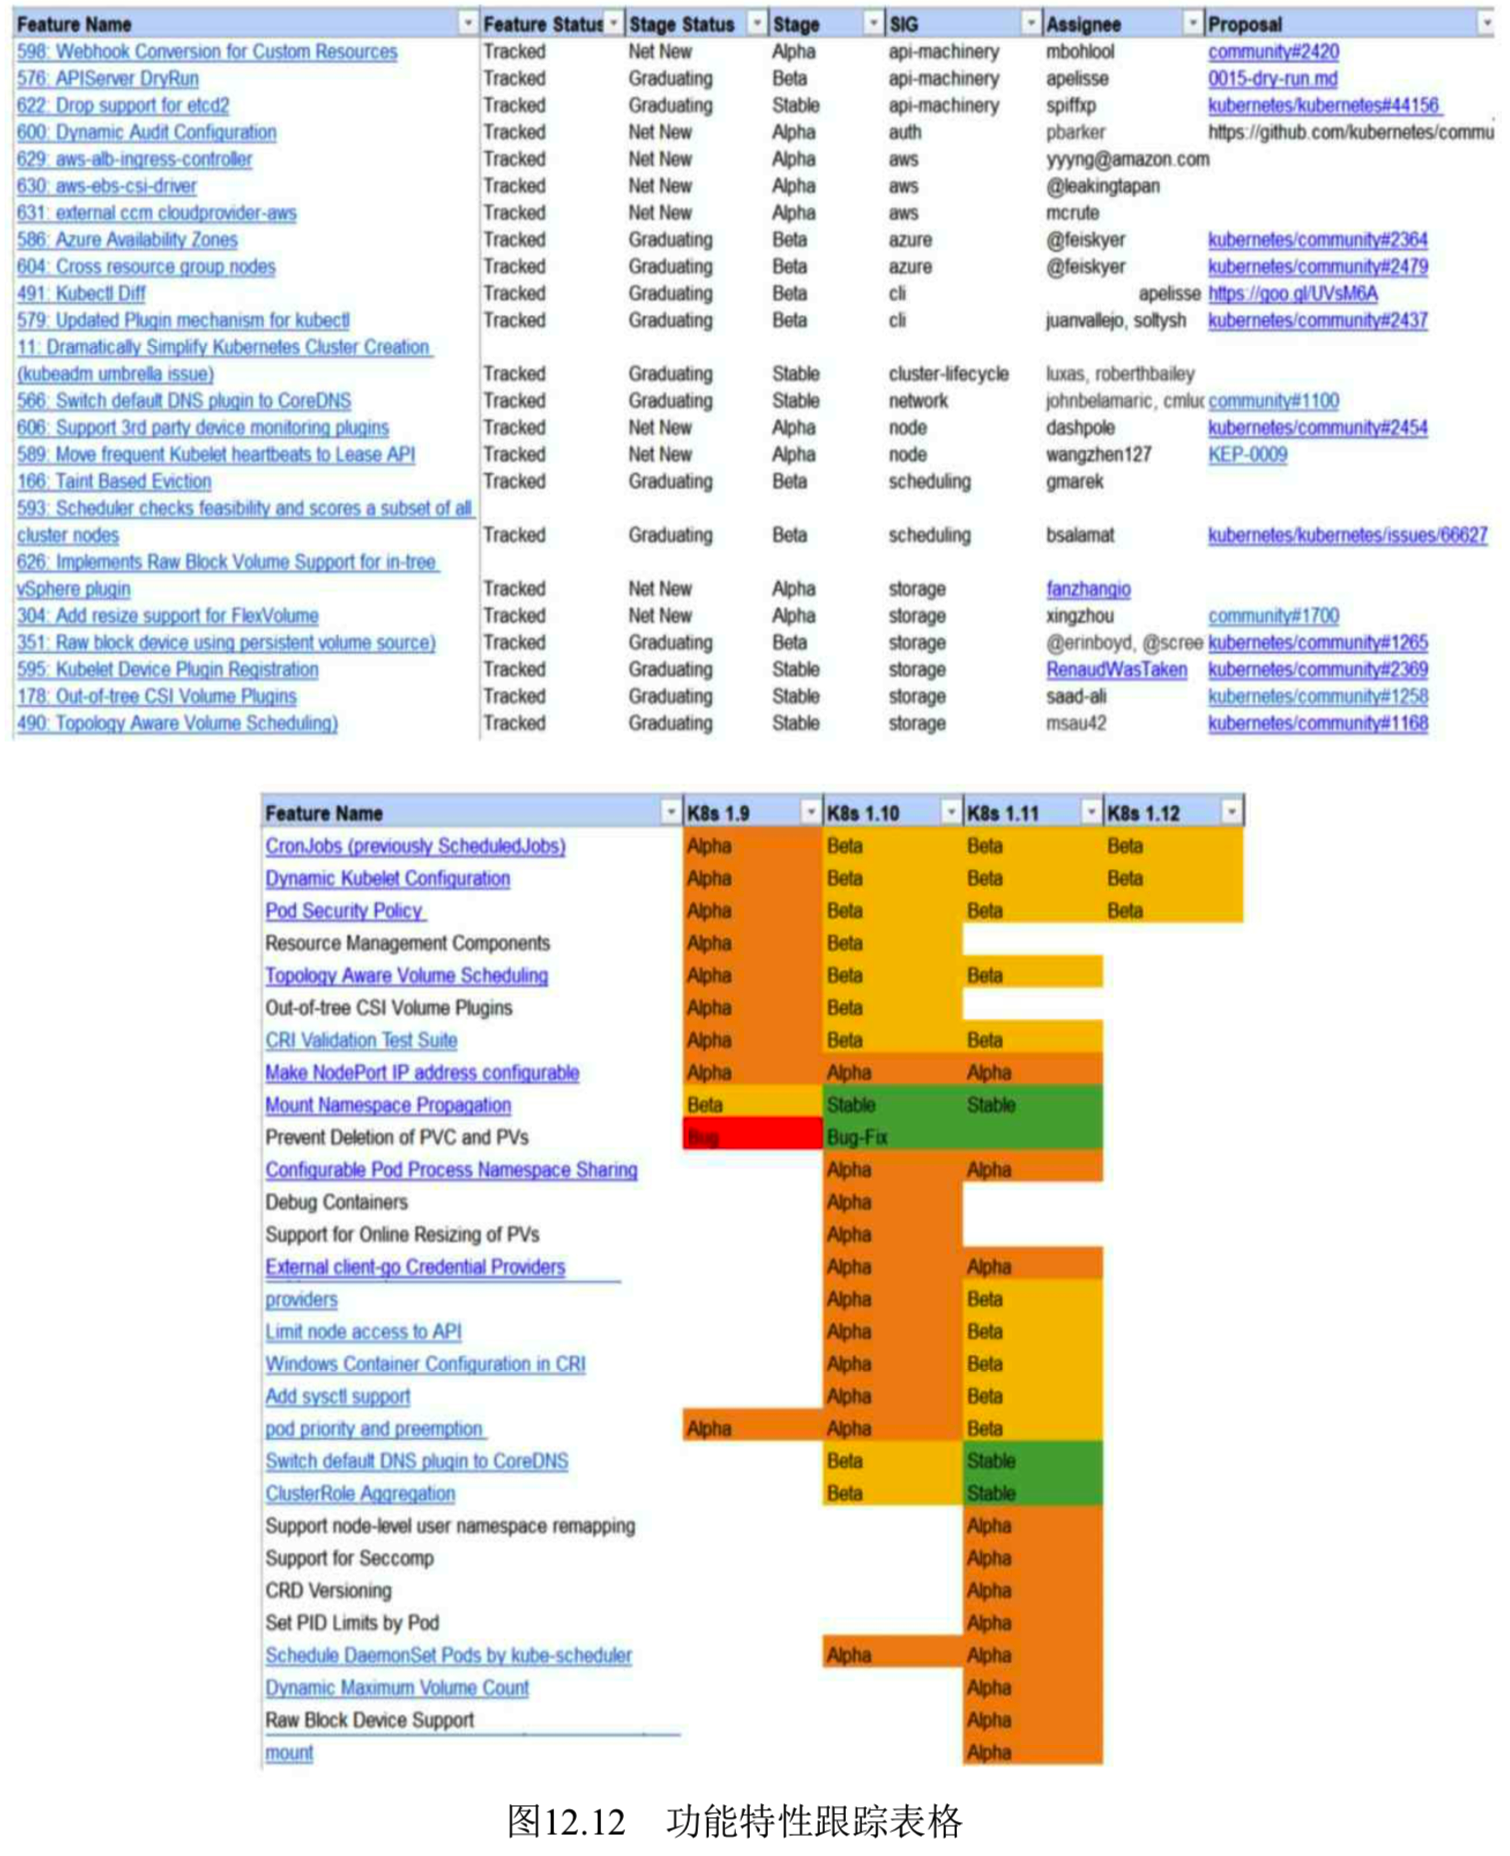 Feature Name Feature Status Stage Status Stage SIG Assignee Proposal
598: Webhook Conversion for Custom Resources Tracked Net New Alpha api-machinery mbohlool community#2420
576: APIServer DryRun Tracked Graduating Beta api-machinery apelisse 0015-dry-run.md
622: Drop support for etcd2 Tracked Graduating Stable api-machinery spiffxp kubernetes/kubernetes#44156
600: Dynamic Audit Configuration Tracked Net New Alpha auth pbarker https://github.com/kubernetes/commu
629: aws-alb-ingress-controller Tracked Net New Alpha aws yyyng@amazon.com
630: aws-ebs-csi-driver Tracked Net New Alpha aws @leakingtapan
631: external ccm cloudprovider-aws Tracked Net New Alpha aws mcrute
586: Azure Availability Zones Tracked Graduating Beta azure @feiskyer kubernetes/community#2364
604: Cross resource group nodes Tracked Graduating Beta azure @feiskyer kubernetes/community#2479
491: Kubectl Diff Tracked Graduating Beta cli apelisse https://goo.gl/UVsM6A
579: Updated Plugin mechanism for kubectl Tracked Graduating Beta cli juanvallejo, soltysh kubernetes/community#2437
11: Dramatically Simplify Kubernetes Cluster Creation
(kubeadm umbrella issue) Tracked Graduating Stable cluster-lifecycle luxas, roberthbailey
566: Switch default DNS plugin to CoreDNS Tracked Graduating Stable network johnbelamaric, cmluc community#1100
606: Support 3rd party device monitoring plugins Tracked Net New Alpha node dashpole kubernetes/community#2454
589: Move frequent Kubelet heartbeats to Lease API Tracked Net New Alpha node wangzhen127 KEP-0009
166: Taint Based Eviction Tracked Graduating Beta scheduling gmarek
593: Scheduler checks feasibility and scores a subset of all
cluster nodes Tracked Graduating Beta scheduling bsalamat kubernetes/kubernetes/issues/66627
626: Implements Raw Block Volume Support for in-tree
vSphere plugin Tracked Net New Alpha storage fanzhangio
304: Add resize support for FlexVolume Tracked Net New Alpha storage xingzhou community#1700
351: Raw block device using persistent volume source) Tracked Graduating Beta storage @erinboyd, @scree kubernetes/community#1265
595: Kubelet Device Plugin Registration Tracked Graduating Stable storage RenaudWasTaken kubernetes/community#2369
178: Out-of-tree CSI Volume Plugins Tracked Graduating Stable storage saad-ali kubernetes/community#1258
490: Topology Aware Volume Scheduling) Tracked Graduating Stable storage msau42 kubernetes/community#1168
Feature Name K8s 1.9 K8s 1.10 K8s 1.11 K8s 1.12
CronJobs (previously ScheduledJobs) Alpha Beta Beta Beta
Dynamic Kubelet Configuration Alpha Beta Beta Beta
Pod Security Policy Alpha Beta Beta Beta
Resource Management Components Alpha Beta
Topology Aware Volume Scheduling Alpha Beta Beta
Out-of-tree CSI Volume Plugins Alpha Beta
CRI Validation Test Suite Alpha Beta Beta
Make NodePort IP address configurable Alpha Alpha Alpha
Mount Namespace Propagation Beta Stable Stable
Prevent Deletion of PVC and PVs Bug Bug-Fix
Configurable Pod Process Namespace Sharing Alpha Alpha
Debug Containers Alpha
Support for Online Resizing of PVs Alpha
External client-go Credential Providers Alpha Alpha
providers Alpha Beta
Limit node access to API Alpha Beta
Windows Container Configuration in CRI Alpha Beta
Add sysctl support Alpha Beta
pod priority and preemption Alpha Alpha Beta
Switch default DNS plugin to CoreDNS Beta Stable
ClusterRole Aggregation Beta Stable
Support node-level user namespace remapping Alpha
Support for Seccomp Alpha
CRD Versioning Alpha
Set PID Limits by Pod Alpha
Schedule DaemonSet Pods by kube-scheduler Alpha Alpha
Dynamic Maximum Volume Count Alpha
Raw Block Device Support Alpha
mount Alpha
图12.12 功能特性跟踪表格